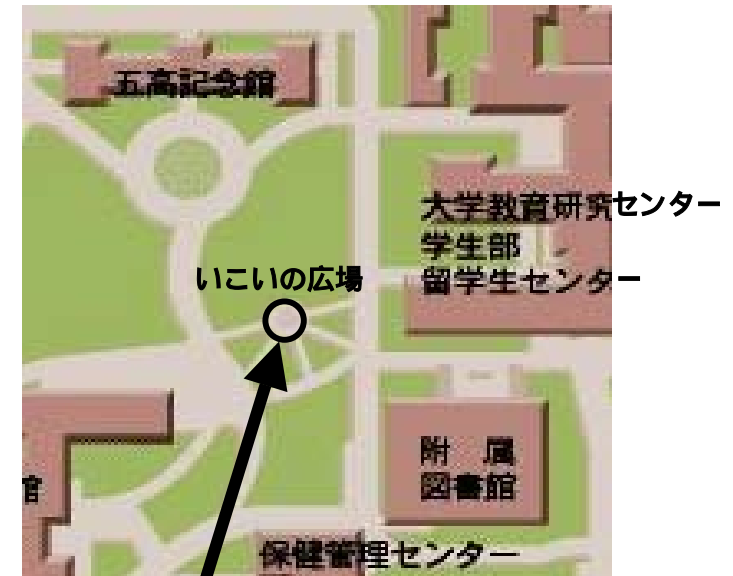 五高記念館
大学教育研究センター
学生部
留学生センター
いこいの広場
附 属
図書館
館
保健管理センター